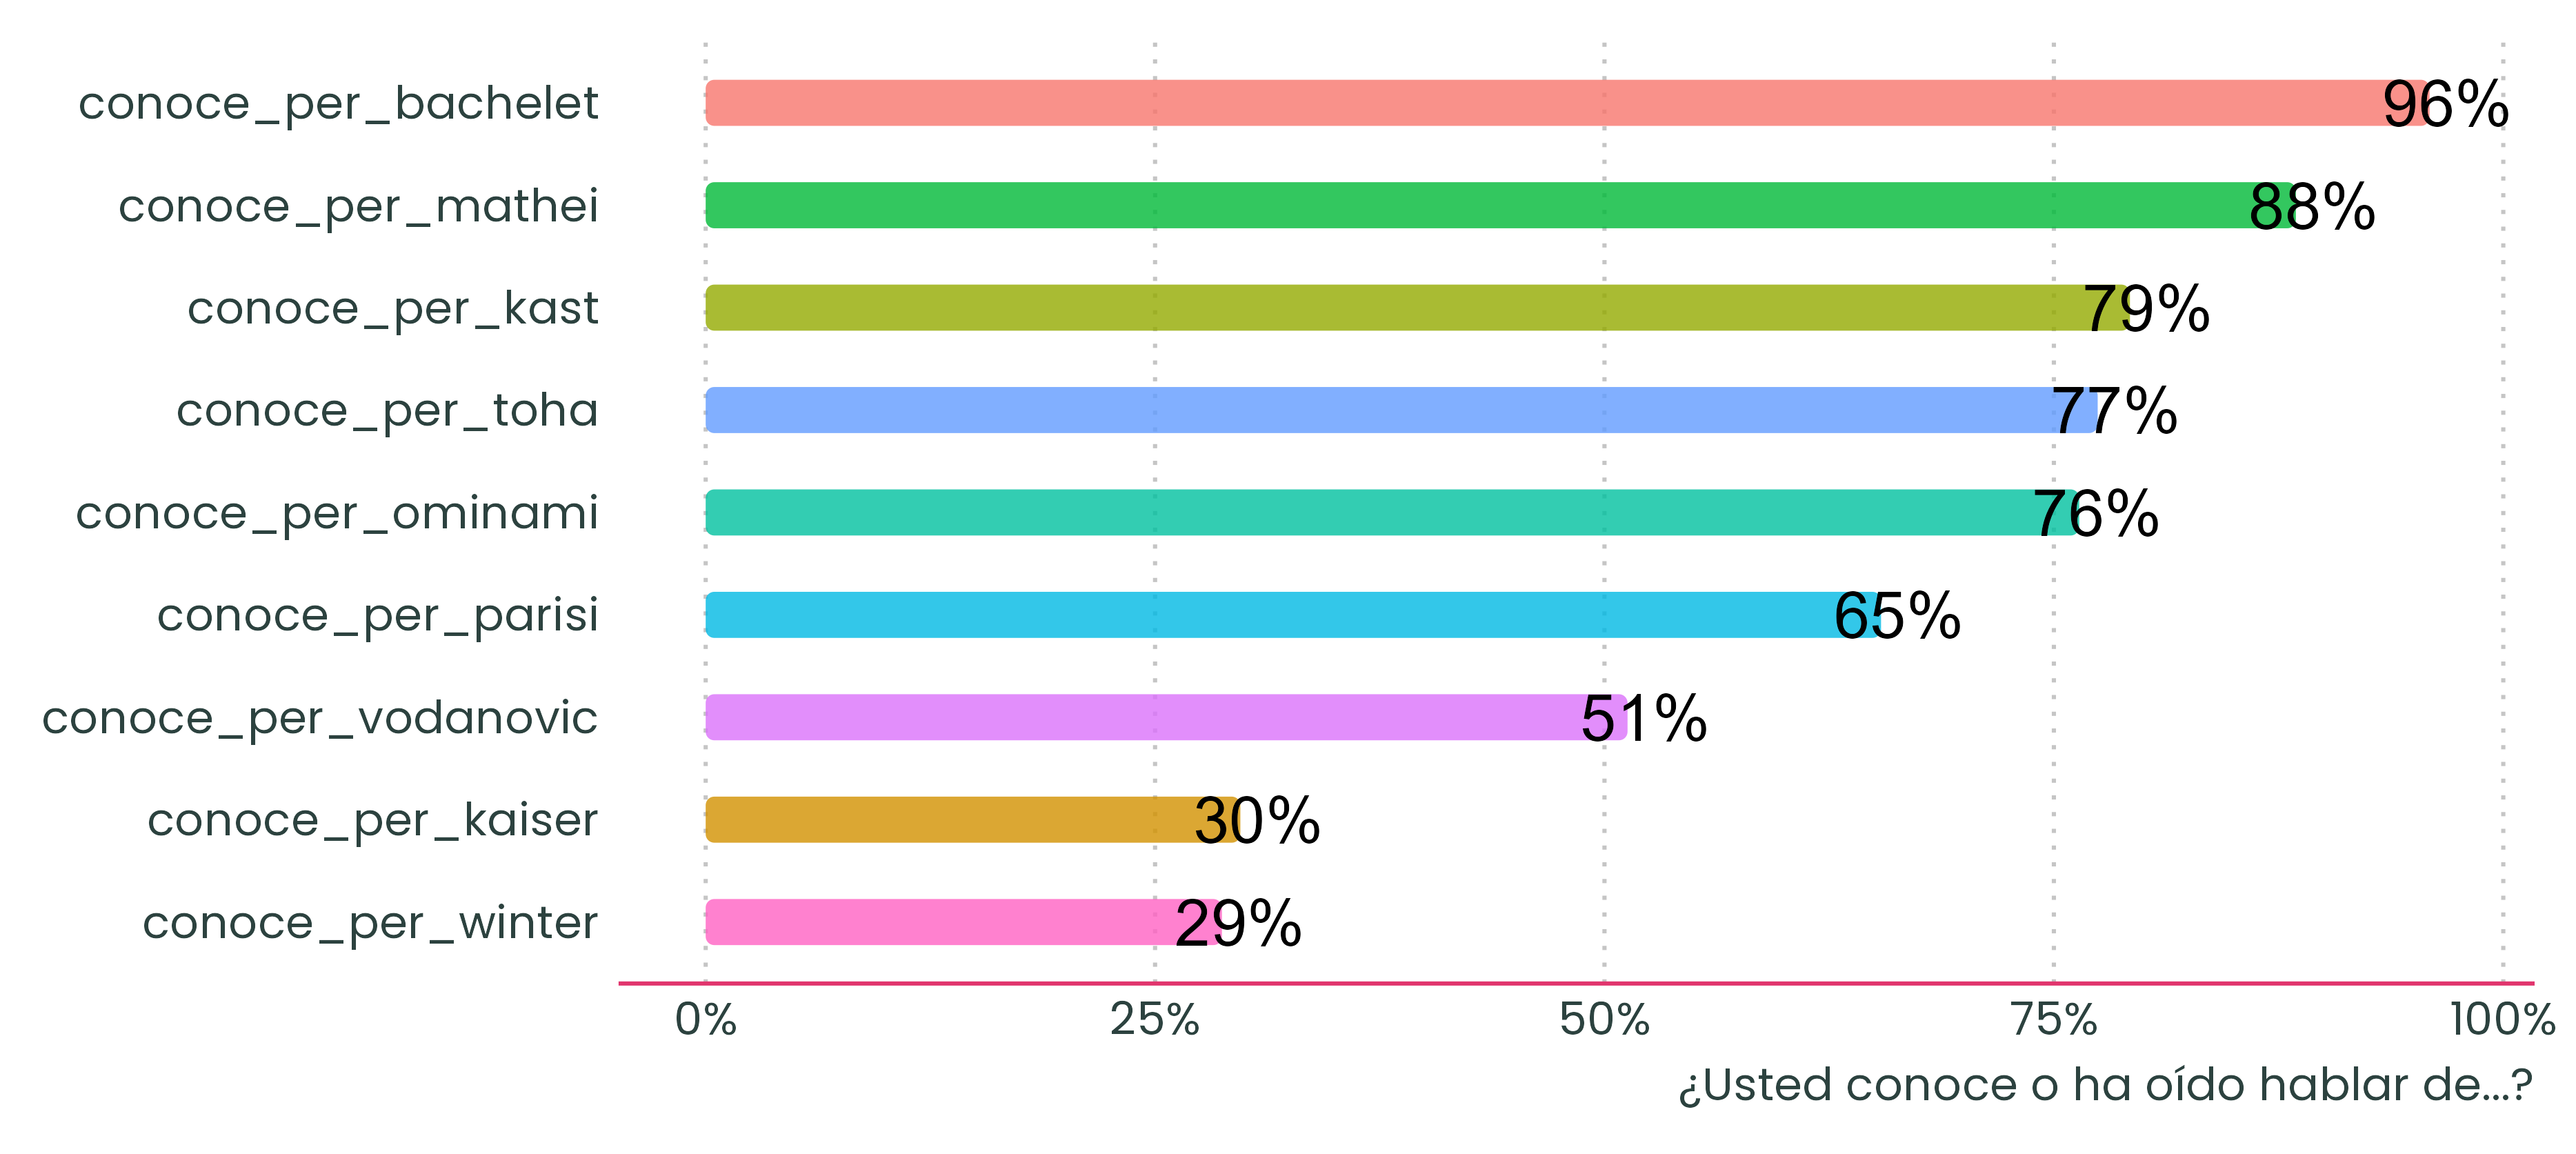 conoce_per_bachelet 96%
conoce_per_mathei 88%
conoce_per_kast 79%
conoce_per_toha 77%
conoce_per_ominami 76%
conoce_per_parisi 65%
conoce_per_vodanovic 51%
conoce_per_kaiser 30%
conoce_per_winter 29%
0% 25% 50% 75% 100%
¿Usted conoce o ha oído hablar de...?